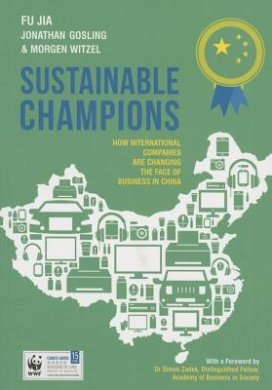 FU JIA
JONATHAN GOSLING
& MORGEN WITZEL
SUSTAINABLE
CHAMPIONS
HOW INTERNATIONAL
COMPANIES
ARE CHANGING
THE FACE OF
BUSINESS IN CHINA
With a Foreword by
Dr Simon Zadek, Distinguished Fellow,
Academy of Business in Society
WWF
15